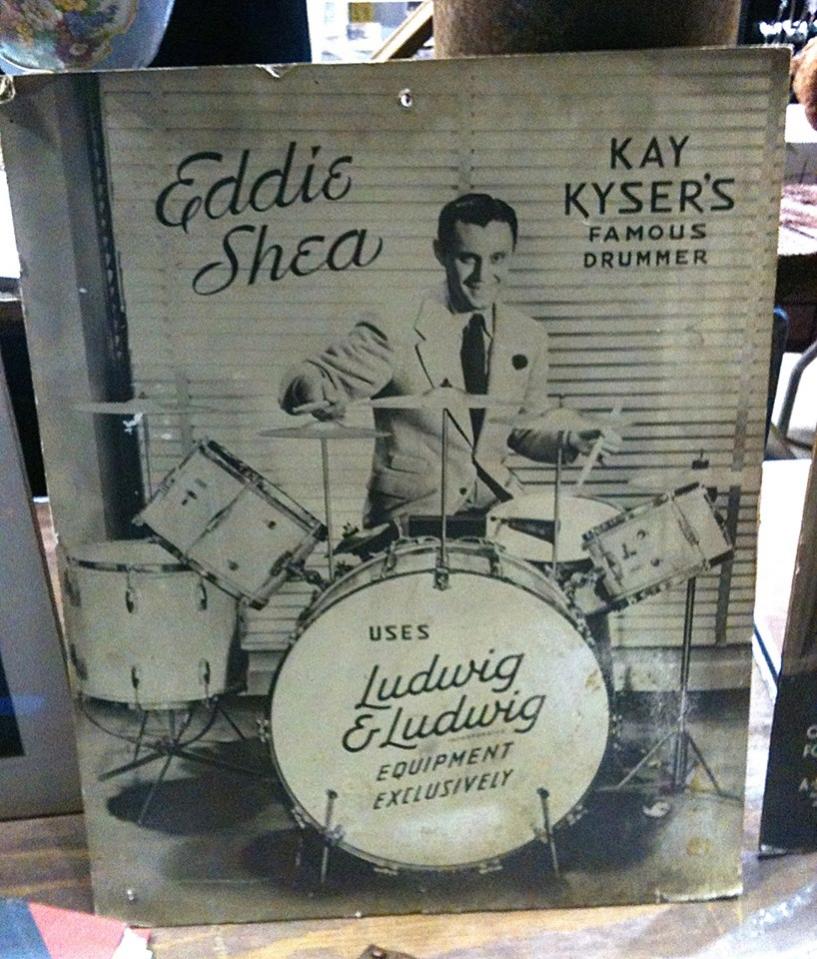 Eddie
Shea
KAY
KYSER'S
FAMOUS
DRUMMER
USES
Ludwig
& Ludwig
EQUIPMENT
EXCLUSIVELY